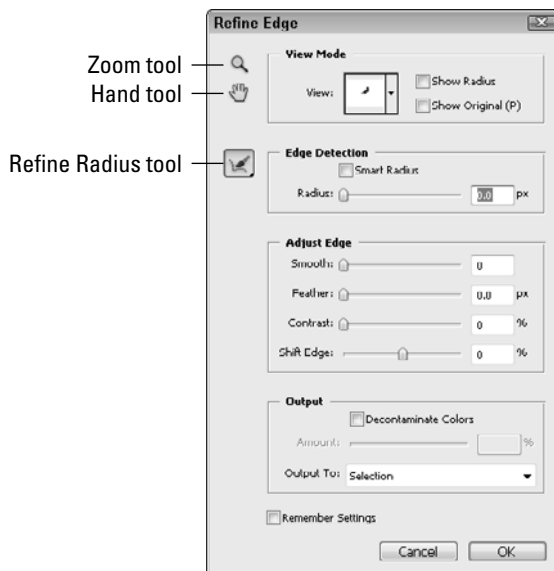 Refine Edge
Zoom tool
Hand tool
Refine Radius tool
View Mode
View:
Show Radius
Show Original (P)
Edge Detection
Smart Radius
Radius: 0.0 px
Adjust Edge
Smooth: 0
Feather: 0.0 px
Contrast: 0 %
Shift Edge: 0 %
Output
Decontaminate Colors
Amount: %
Output To: Selection
Remember Settings
Cancel OK